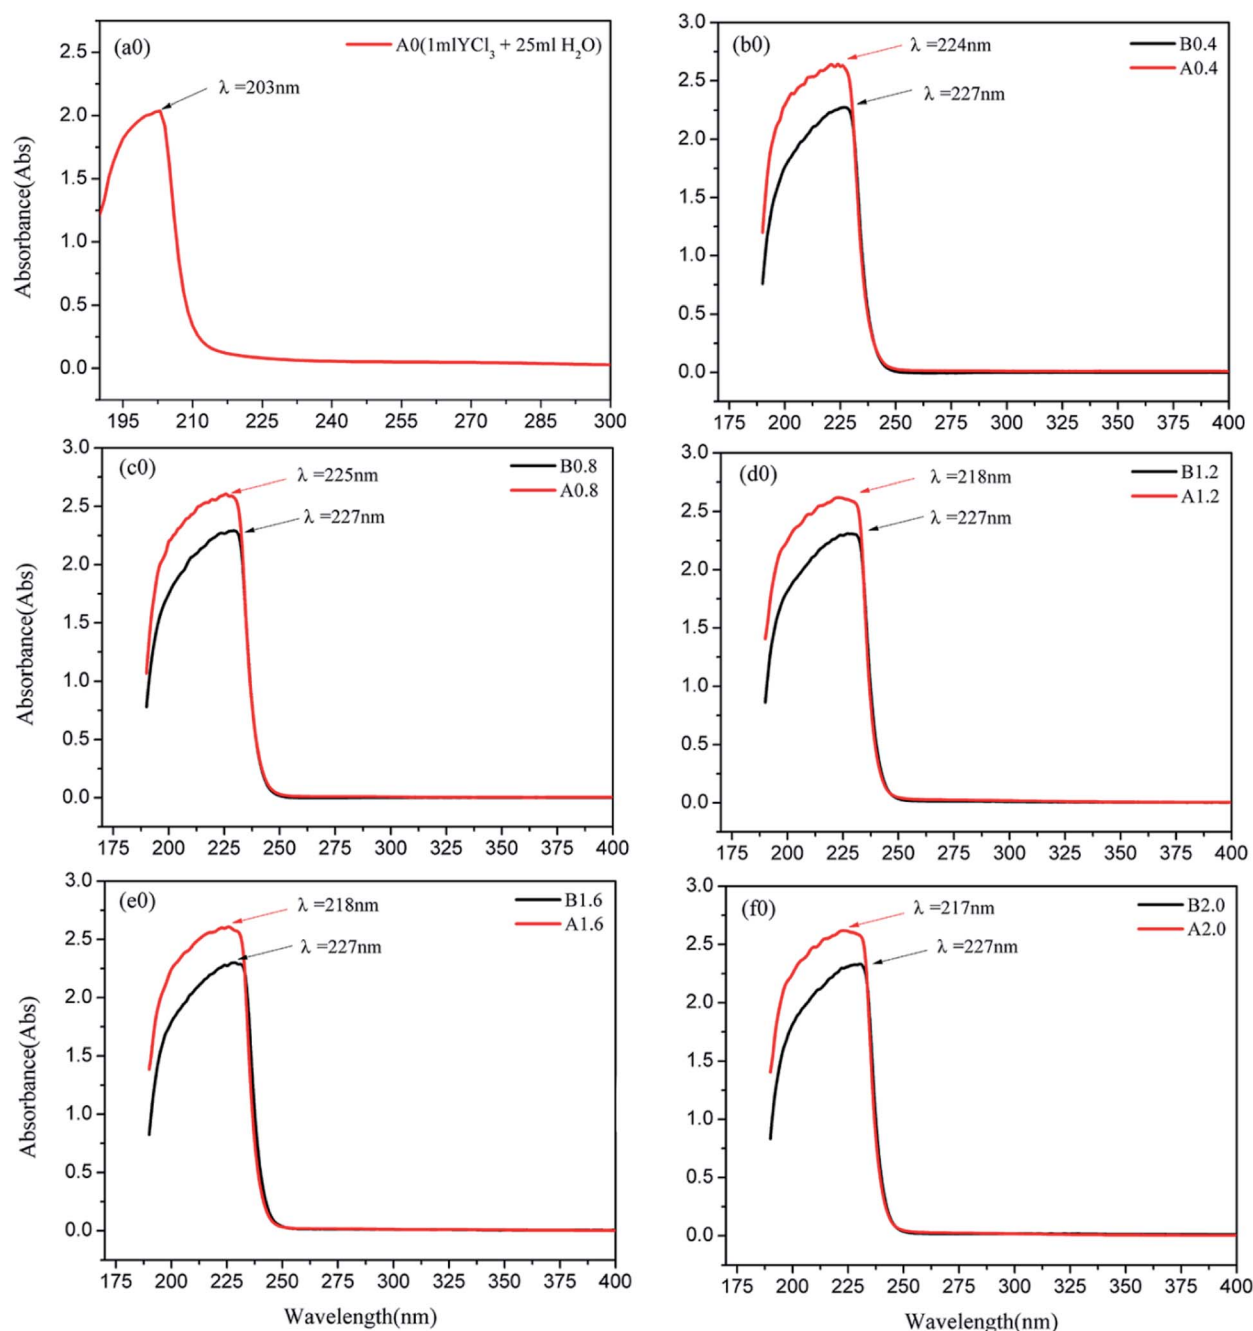 (a0)
A0(1mlYCl3 + 25ml H2O)
λ =203nm
Absorbance(Abs)
2.5
2.0
1.5
1.0
0.5
0.0
195 210 225 240 255 270 285 300
(b0)
B0.4
A0.4
λ =224nm
λ =227nm
3.0
2.5
2.0
1.5
1.0
0.5
0.0
175 200 225 250 275 300 325 350 375 400
(c0)
B0.8
A0.8
λ =225nm
λ =227nm
Absorbance(Abs)
3.0
2.5
2.0
1.5
1.0
0.5
0.0
175 200 225 250 275 300 325 350 375 400
(d0)
B1.2
A1.2
λ =218nm
λ =227nm
3.0
2.5
2.0
1.5
1.0
0.5
0.0
175 200 225 250 275 300 325 350 375 400
(e0)
B1.6
A1.6
λ =218nm
λ =227nm
Absorbance(Abs)
3.0
2.5
2.0
1.5
1.0
0.5
0.0
175 200 225 250 275 300 325 350 375 400
Wavelength(nm)
(f0)
B2.0
A2.0
λ =217nm
λ =227nm
3.0
2.5
2.0
1.5
1.0
0.5
0.0
175 200 225 250 275 300 325 350 375 400
Wavelength(nm)